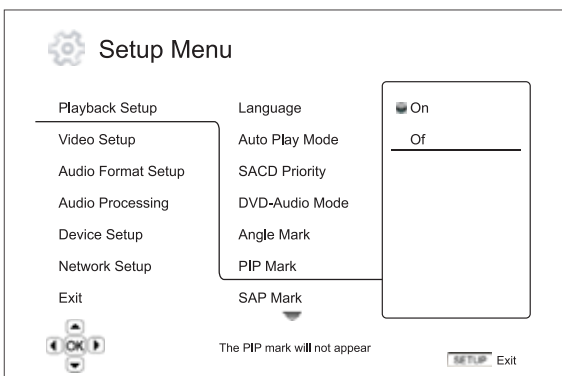 Setup Menu
Playback Setup
Video Setup
Audio Format Setup
Audio Processing
Device Setup
Network Setup
Exit
Language
Auto Play Mode
SACD Priority
DVD-Audio Mode
Angle Mark
PIP Mark
SAP Mark
On
Of
OK
The PIP mark will not appear
SETUP Exit